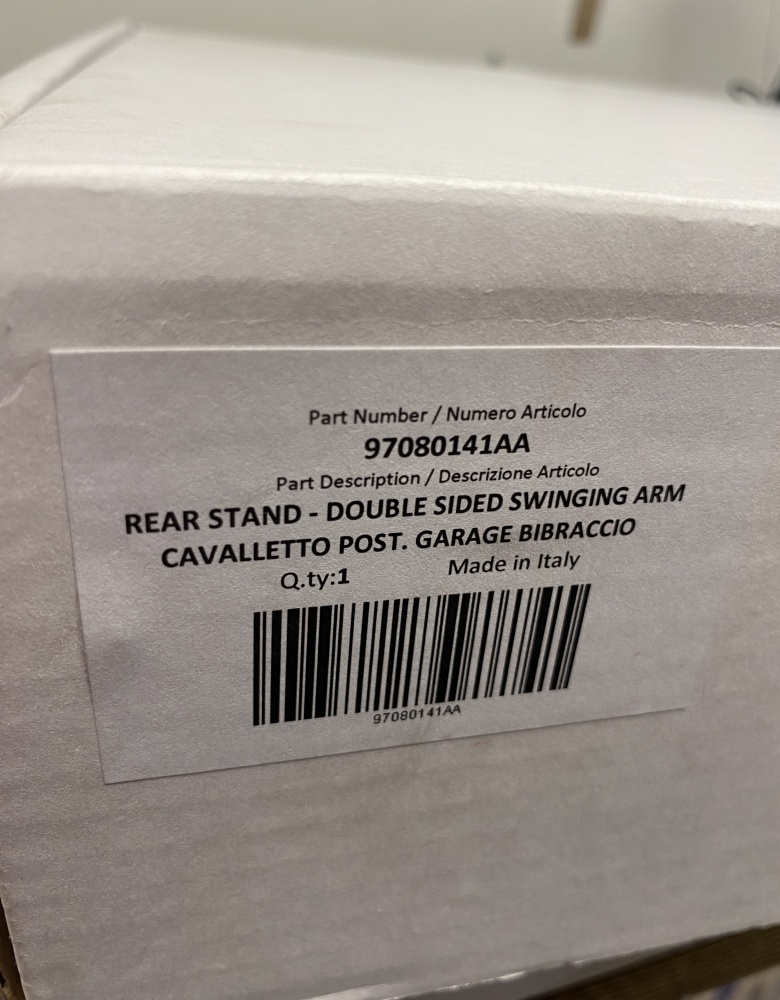 Part Number / Numero Articolo
97080141AA
Part Description / Descrizione Articolo
REAR STAND - DOUBLE SIDED SWINGING ARM
CAVALLETTO POST. GARAGE BIBRACCIO
Q.ty:1 Made in Italy
97080141AA